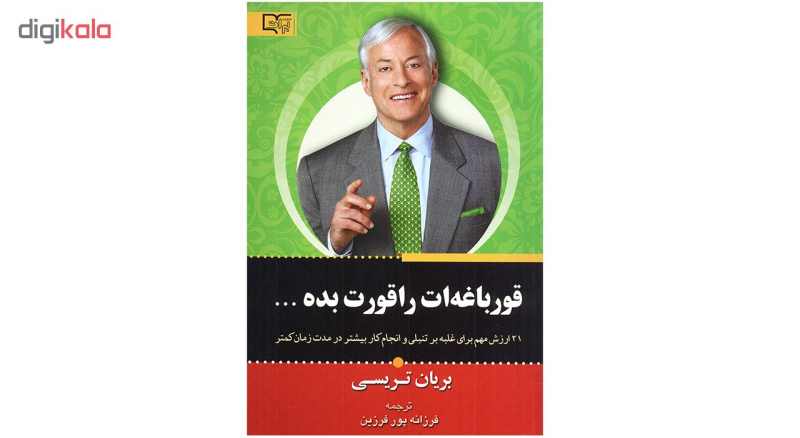 digikala
قورباغه‌ات را قورت بده ...
۲۱ ارزش مهم برای غلبه بر تنبلی و انجام کار بیشتر در مدت زمان کمتر
بریان تریسی
ترجمه
فرزانه پور فرزین